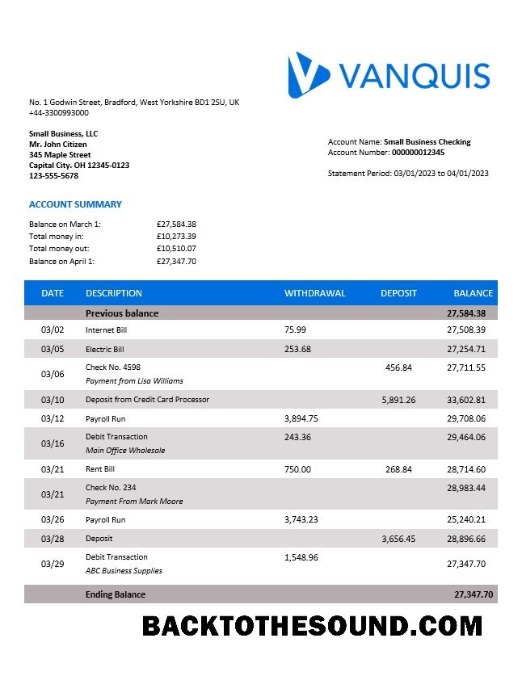 VANQUIS
No. 1 Godwin Street, Bradford, West Yorkshire BD1 2SU, UK
+44-3300993000
Small Business, LLC
Mr. John Citizen
345 Maple Street
Capital City. OH 12345-0123
123-555-5678
Account Name: Small Business Checking
Account Number: 000000012345
Statement Period: 03/01/2023 to 04/01/2023
ACCOUNT SUMMARY
Balance on March 1: £27,584.38
Total money in: £10,273.39
Total money out: £10,510.07
Balance on April 1: £27,347.70
DATE DESCRIPTION WITHDRAWAL DEPOSIT BALANCE
Previous balance 27,584.38
03/02 Internet Bill 75.99 27,508.39
03/05 Electric Bill 253.68 27,254.71
03/06 Check No. 4598 456.84 27,711.55
Payment from Lisa Williams
03/10 Deposit from Credit Card Processor 5,891.26 33,602.81
03/12 Payroll Run 3,894.75 29,708.06
03/16 Debit Transaction 243.36 29,464.06
Main Office Wholesale
03/21 Rent Bill 750.00 268.84 28,714.60
03/21 Check No. 234 28,983.44
Payment From Mark Moore
03/26 Payroll Run 3,743.23 25,240.21
03/28 Deposit 3,656.45 28,896.66
03/29 Debit Transaction 1,548.96 27,347.70
ABC Business Supplies
Ending Balance 27,347.70
BACKTOTHESOUND.COM